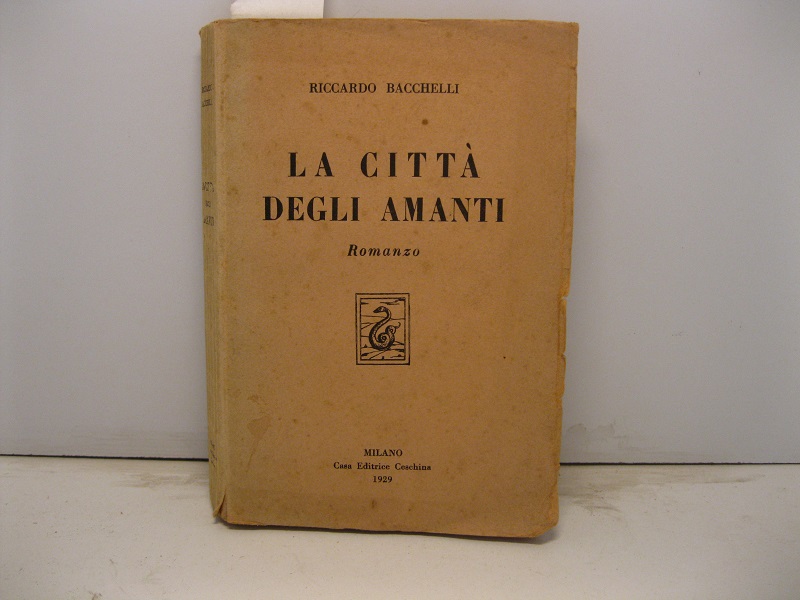 RICCARDO BACCHELLI
LA CITTÀ
DEGLI AMANTI
Romanzo
MILANO
Casa Editrice Ceschina
1929